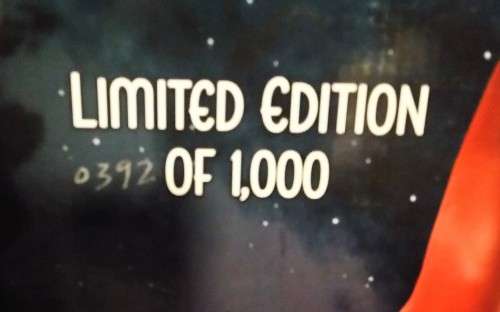 LIMITED EDITION
0392 OF 1,000